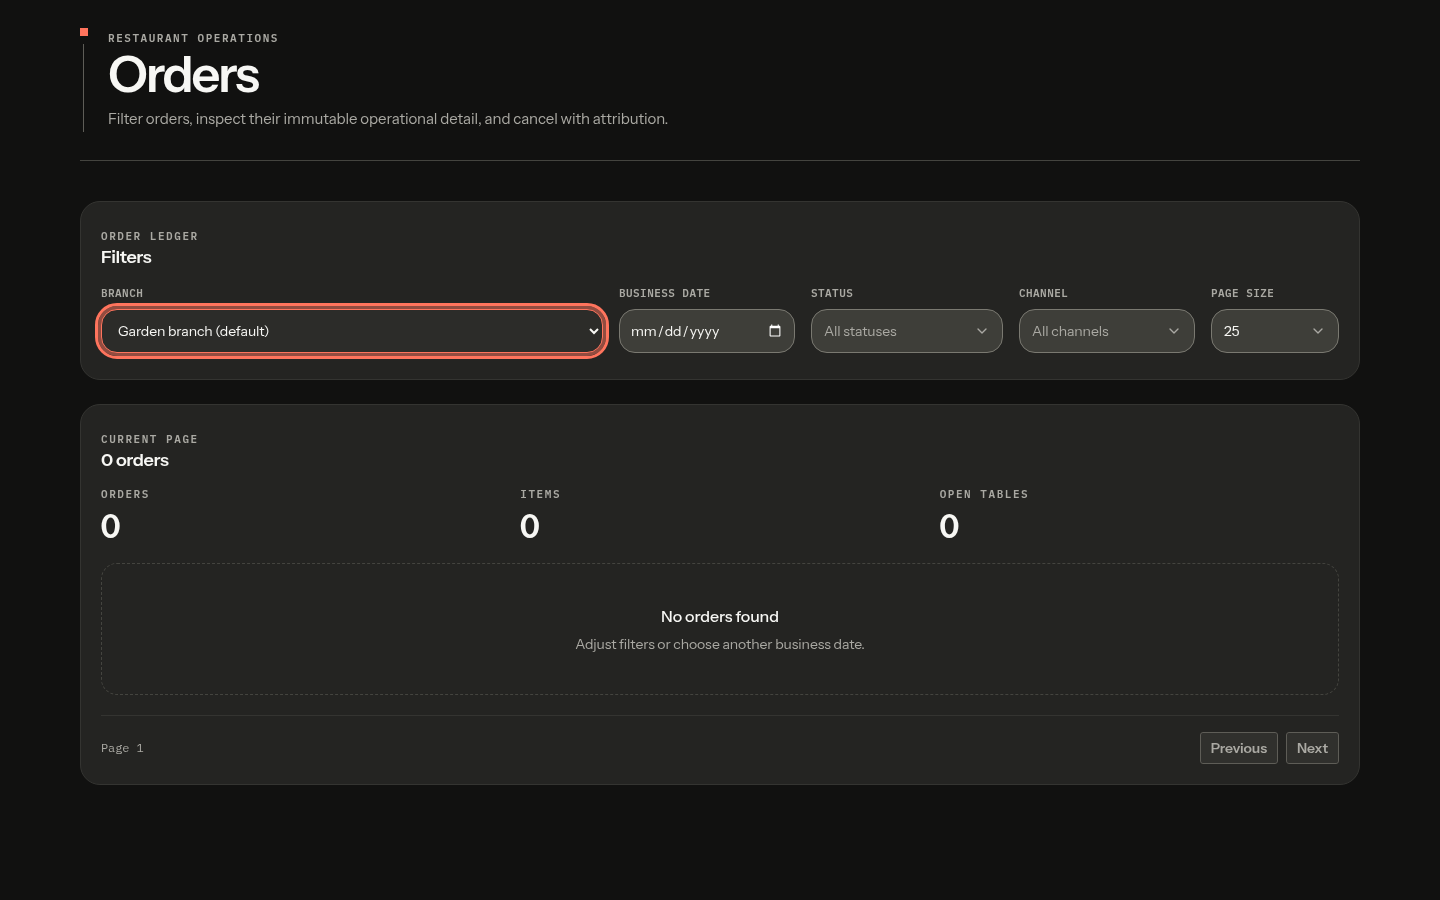 RESTAURANT OPERATIONS
Orders
Filter orders, inspect their immutable operational detail, and cancel with attribution.
ORDER LEDGER
Filters
BRANCH
Garden branch (default)
BUSINESS DATE
mm/dd/yyyy
STATUS
All statuses
CHANNEL
All channels
PAGE SIZE
25
CURRENT PAGE
0 orders
ORDERS
0
ITEMS
0
OPEN TABLES
0
No orders found
Adjust filters or choose another business date.
Page 1
Previous
Next